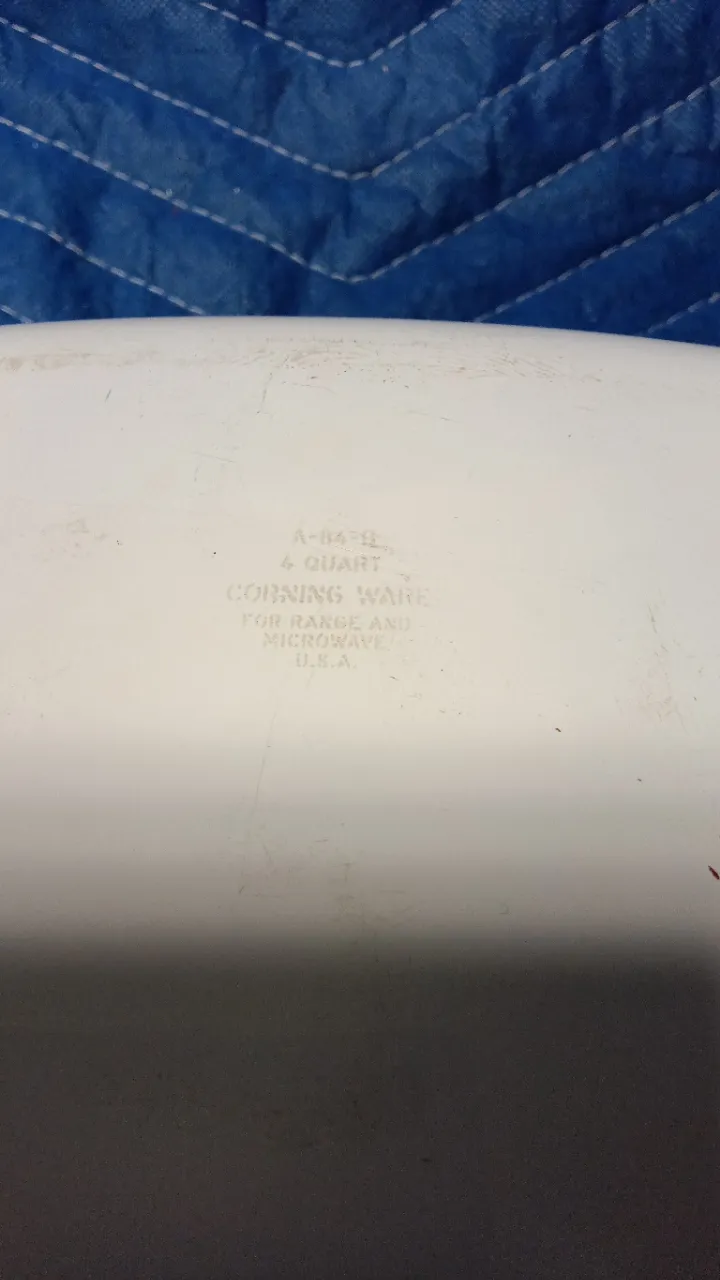 A-84-B
4 QUART
CORNING WARE
FOR RANGE AND
MICROWAVE
U.S.A.